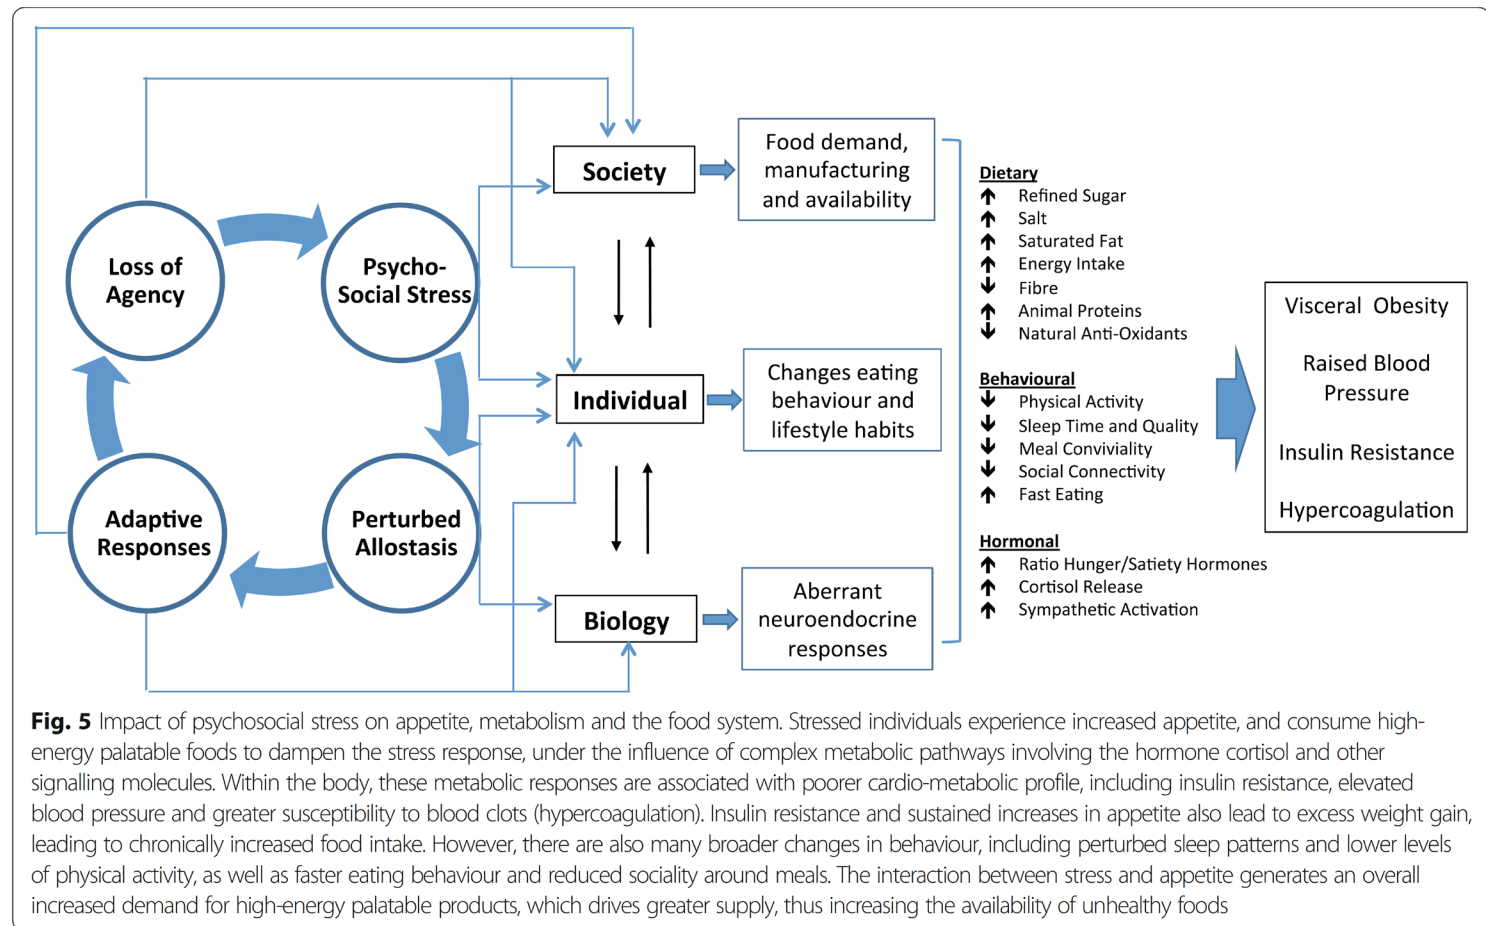 Loss of
Agency
Psycho-
Social Stress
Adaptive
Responses
Perturbed
Allostasis
Society
Individual
Biology
Food demand,
manufacturing
and availability
Changes eating
behaviour and
lifestyle habits
Aberrant
neuroendocrine
responses
Dietary
Refined Sugar
Salt
Saturated Fat
Energy Intake
Fibre
Animal Proteins
Natural Anti-Oxidants
Behavioural
Physical Activity
Sleep Time and Quality
Meal Conviviality
Social Connectivity
Fast Eating
Hormonal
Ratio Hunger/Satiety Hormones
Cortisol Release
Sympathetic Activation
Visceral Obesity
Raised Blood
Pressure
Insulin Resistance
Hypercoagulation
Fig. 5 Impact of psychosocial stress on appetite, metabolism and the food system. Stressed individuals experience increased appetite, and consume high-
energy palatable foods to dampen the stress response, under the influence of complex metabolic pathways involving the hormone cortisol and other
signalling molecules. Within the body, these metabolic responses are associated with poorer cardio-metabolic profile, including insulin resistance, elevated
blood pressure and greater susceptibility to blood clots (hypercoagulation). Insulin resistance and sustained increases in appetite also lead to excess weight gain,
leading to chronically increased food intake. However, there are also many broader changes in behaviour, including perturbed sleep patterns and lower levels
of physical activity, as well as faster eating behaviour and reduced sociality around meals. The interaction between stress and appetite generates an overall
increased demand for high-energy palatable products, which drives greater supply, thus increasing the availability of unhealthy foods